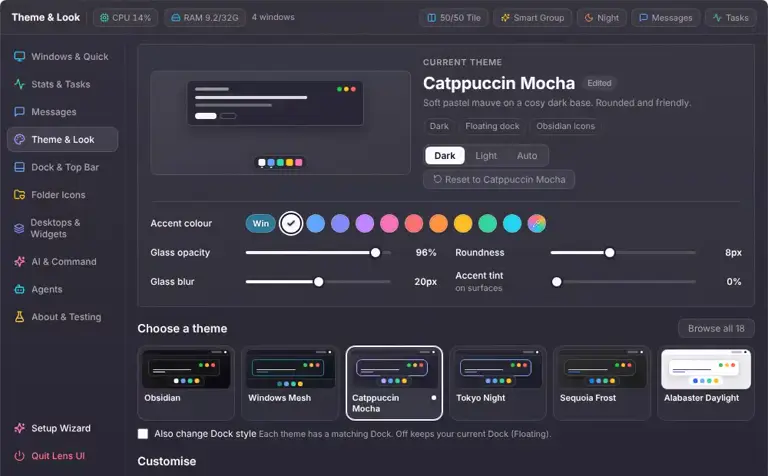 Theme & Look
CPU 14%
RAM 9.2/32G
4 windows
50/50 Tile
Smart Group
Night
Messages
Tasks
Windows & Quick
Stats & Tasks
Messages
Theme & Look
Dock & Top Bar
Folder Icons
Desktops &
Widgets
AI & Command
Agents
About & Testing
Setup Wizard
Quit Lens UI
CURRENT THEME
Catppuccin Mocha Edited
Soft pastel mauve on a cosy dark base. Rounded and friendly.
Dark Floating dock Obsidian icons
Dark Light Auto
Reset to Catppuccin Mocha
Accent colour Win
Glass opacity 96% Roundness 8px
Glass blur 20px Accent tint 0%
on surfaces
Choose a theme Browse all 18
Obsidian
Windows Mesh
Catppuccin
Mocha
Tokyo Night
Sequoia Frost
Alabaster Daylight
Also change Dock style Each theme has a matching Dock. Off keeps your current Dock (Floating).
Customise